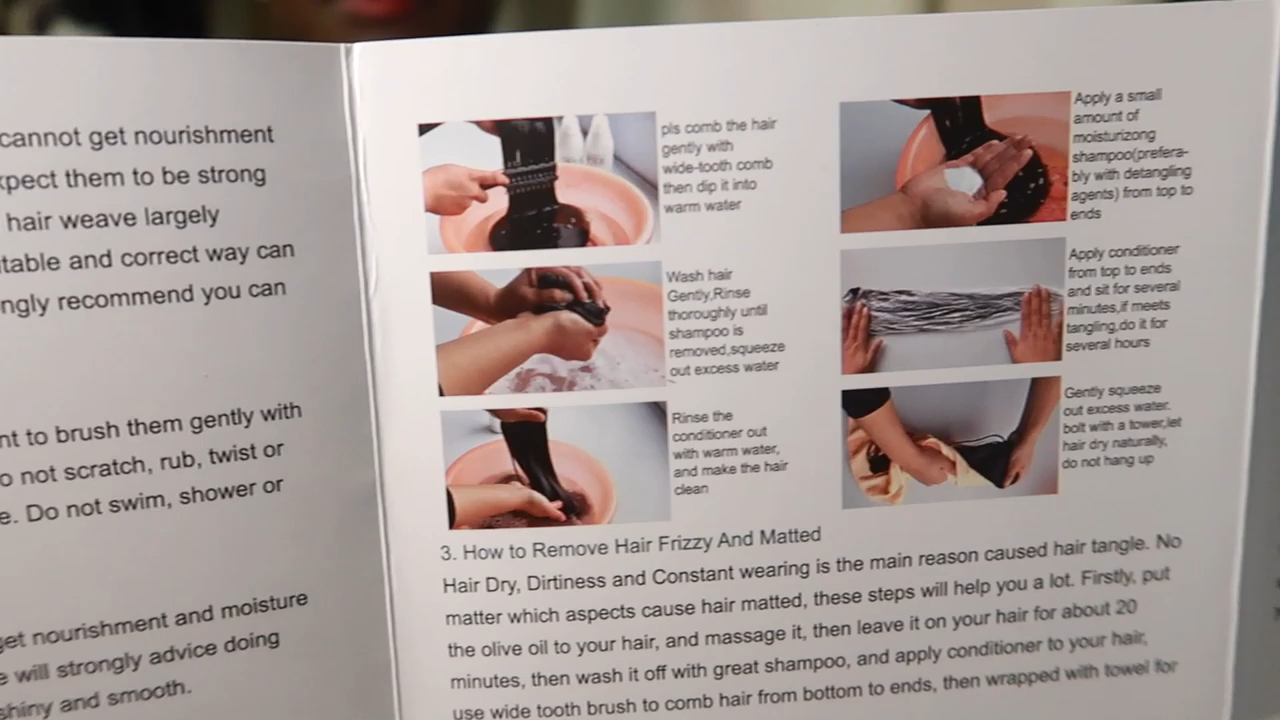 cannot get nourishment
xpect them to be strong
hair weave largely
itable and correct way can
ngly recommend you can
nt to brush them gently with
o not scratch, rub, twist or
e. Do not swim, shower or
get nourishment and moisture
e will strongly advice doing
shiny and smooth.
pls comb the hair
gently with
wide-tooth comb
then dip it into
warm water
Apply a small
amount of
moisturizong
shampoo(prefera-
bly with detangling
agents) from top to
ends
Wash hair
Gently,Rinse
thoroughly until
shampoo is
removed,squeeze
out excess water
Apply conditioner
from top to ends
and sit for several
minutes,if meets
tangling,do it for
several hours
Rinse the
conditioner out
with warm water,
and make the hair
clean
Gently squeeze
out excess water.
bolt with a tower,let
hair dry naturally,
do not hang up
3. How to Remove Hair Frizzy And Matted
Hair Dry, Dirtiness and Constant wearing is the main reason caused hair tangle. No
matter which aspects cause hair matted, these steps will help you a lot. Firstly, put
the olive oil to your hair, and massage it, then leave it on your hair for about 20
minutes, then wash it off with great shampoo, and apply conditioner to your hair,
use wide tooth brush to comb hair from bottom to ends, then wrapped with towel for